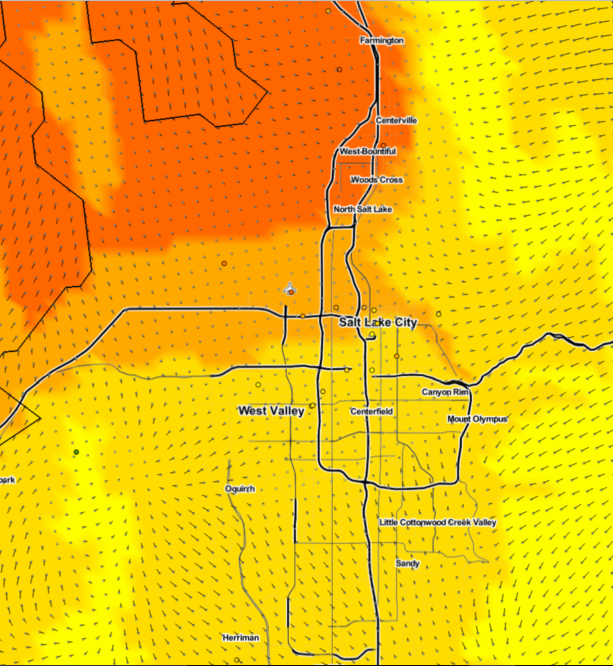 Farmington
Centerville
West Bountiful
Woods Cross
North Salt Lake
Salt Lake City
Canyon Rim
West Valley
Centerfield
Mount Olympus
park
Oquirrh
Little Cottonwood Creek Valley
Sandy
Herriman